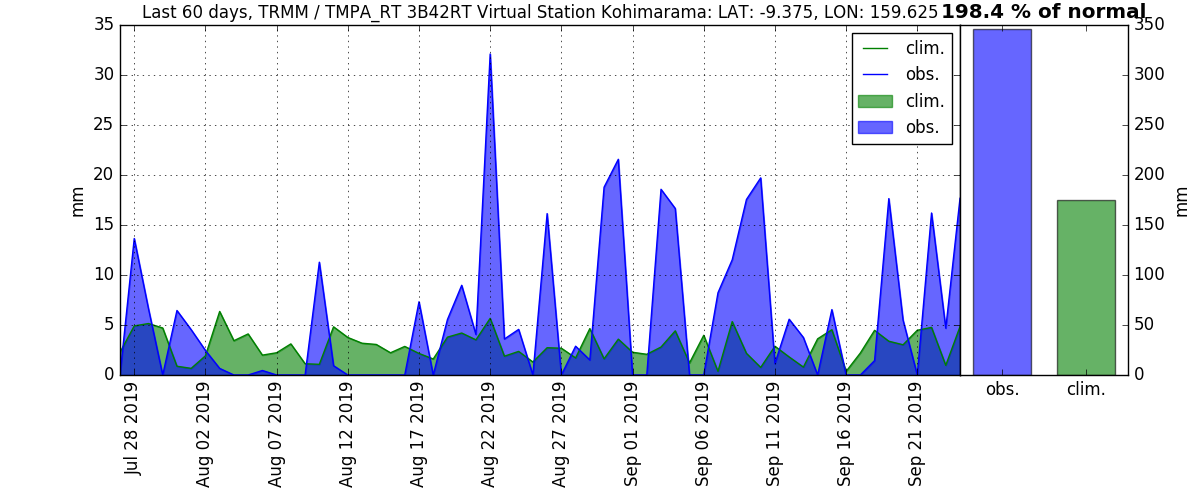 Last 60 days, TRMM / TMPA_RT 3B42RT Virtual Station Kohimarama: LAT: -9.375, LON: 159.625 198.4 % of normal
35
30
25
20
15
10
5
0
mm
Jul 28 2019
Aug 02 2019
Aug 07 2019
Aug 12 2019
Aug 17 2019
Aug 22 2019
Aug 27 2019
Sep 01 2019
Sep 06 2019
Sep 11 2019
Sep 16 2019
Sep 21 2019
clim.
obs.
clim.
obs.
350
300
250
200
150
100
50
0
mm
obs.
clim.